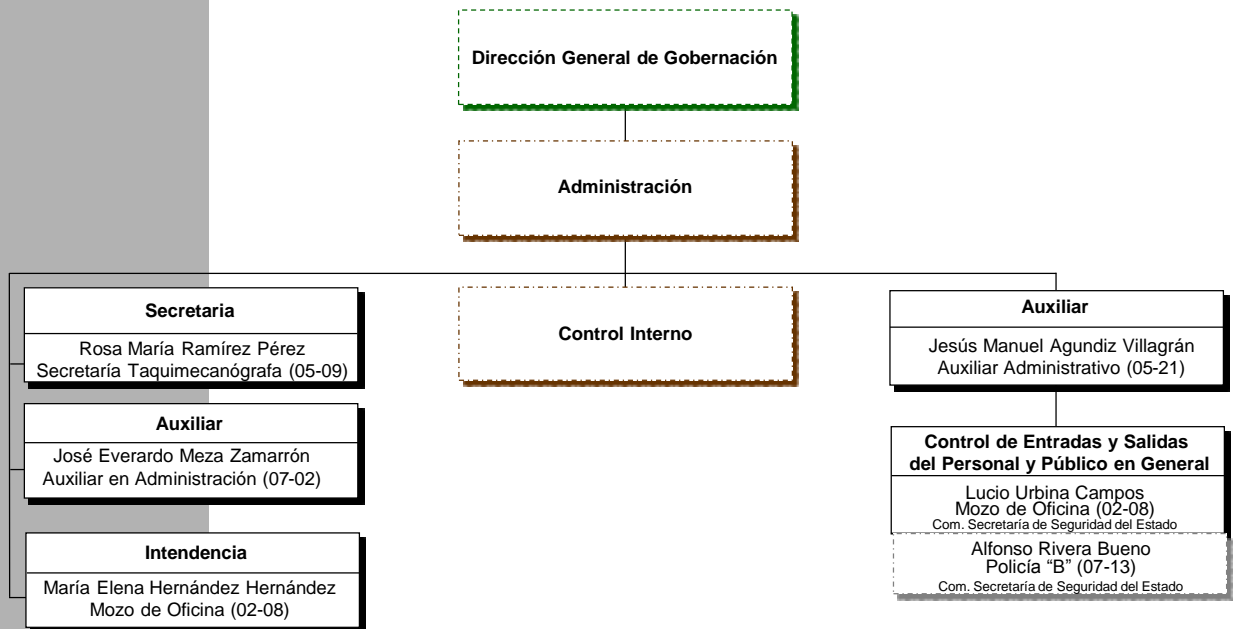 Dirección General de Gobernación
Administración
Secretaria
Rosa María Ramírez Pérez
Secretaría Taquimecanógrafa (05-09)
Auxiliar
José Everardo Meza Zamarrón
Auxiliar en Administración (07-02)
Intendencia
María Elena Hernández Hernández
Mozo de Oficina (02-08)
Control Interno
Auxiliar
Jesús Manuel Agundiz Villagrán
Auxiliar Administrativo (05-21)
Control de Entradas y Salidas
del Personal y Público en General
Lucio Urbina Campos
Mozo de Oficina (02-08)
Com. Secretaría de Seguridad del Estado
Alfonso Rivera Bueno
Policía “B” (07-13)
Com. Secretaría de Seguridad del Estado